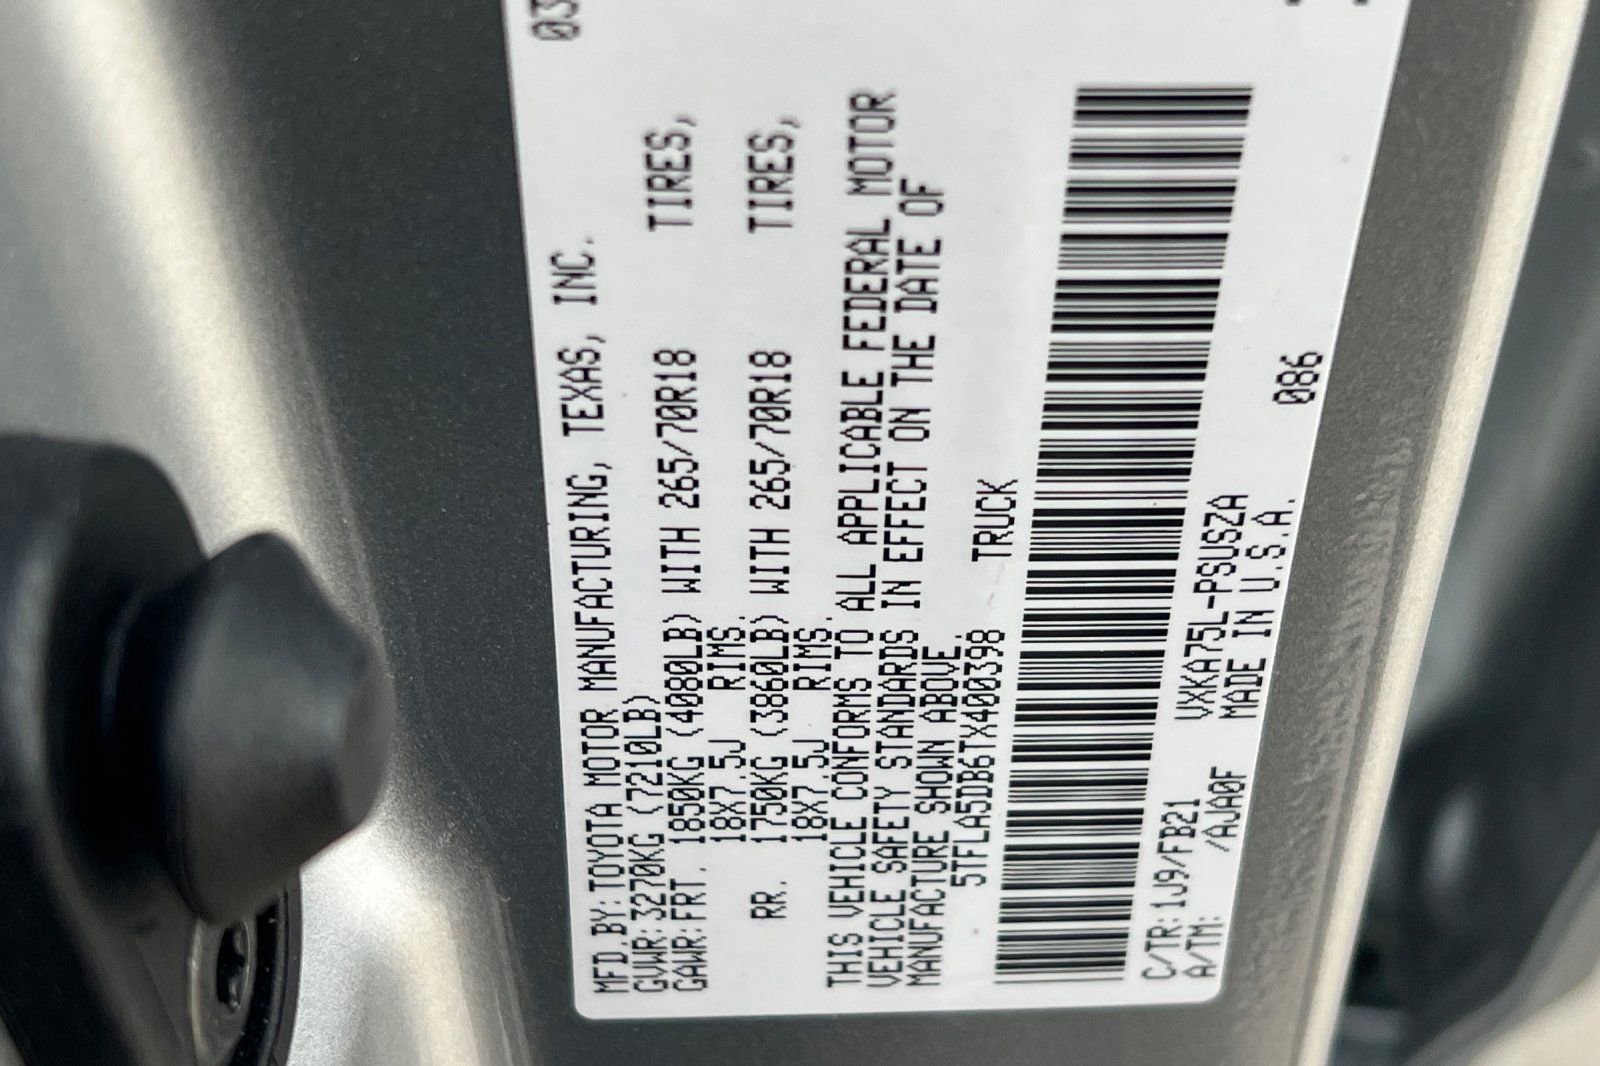 MFD.BY:TOYOTA MOTOR MANUFACTURING, TEXAS, INC. 03
GVWR:3270KG (7210LB)
GAWR:FRT. 1850KG (4080LB) WITH 265/70R18 TIRES,
18X7.5J RIMS.
RR. 1750KG (3860LB) WITH 265/70R18 TIRES,
18X7.5J RIMS.
THIS VEHICLE CONFORMS TO ALL APPLICABLE FEDERAL MOTOR
VEHICLE SAFETY STANDARDS IN EFFECT ON THE DATE OF
MANUFACTURE SHOWN ABOVE.
5TFLA5DB6TX400398 TRUCK
C/TR:1J9/FB21 VXKA75L-PSUSZA
A/TM: /AJA0F MADE IN U.S.A. 086